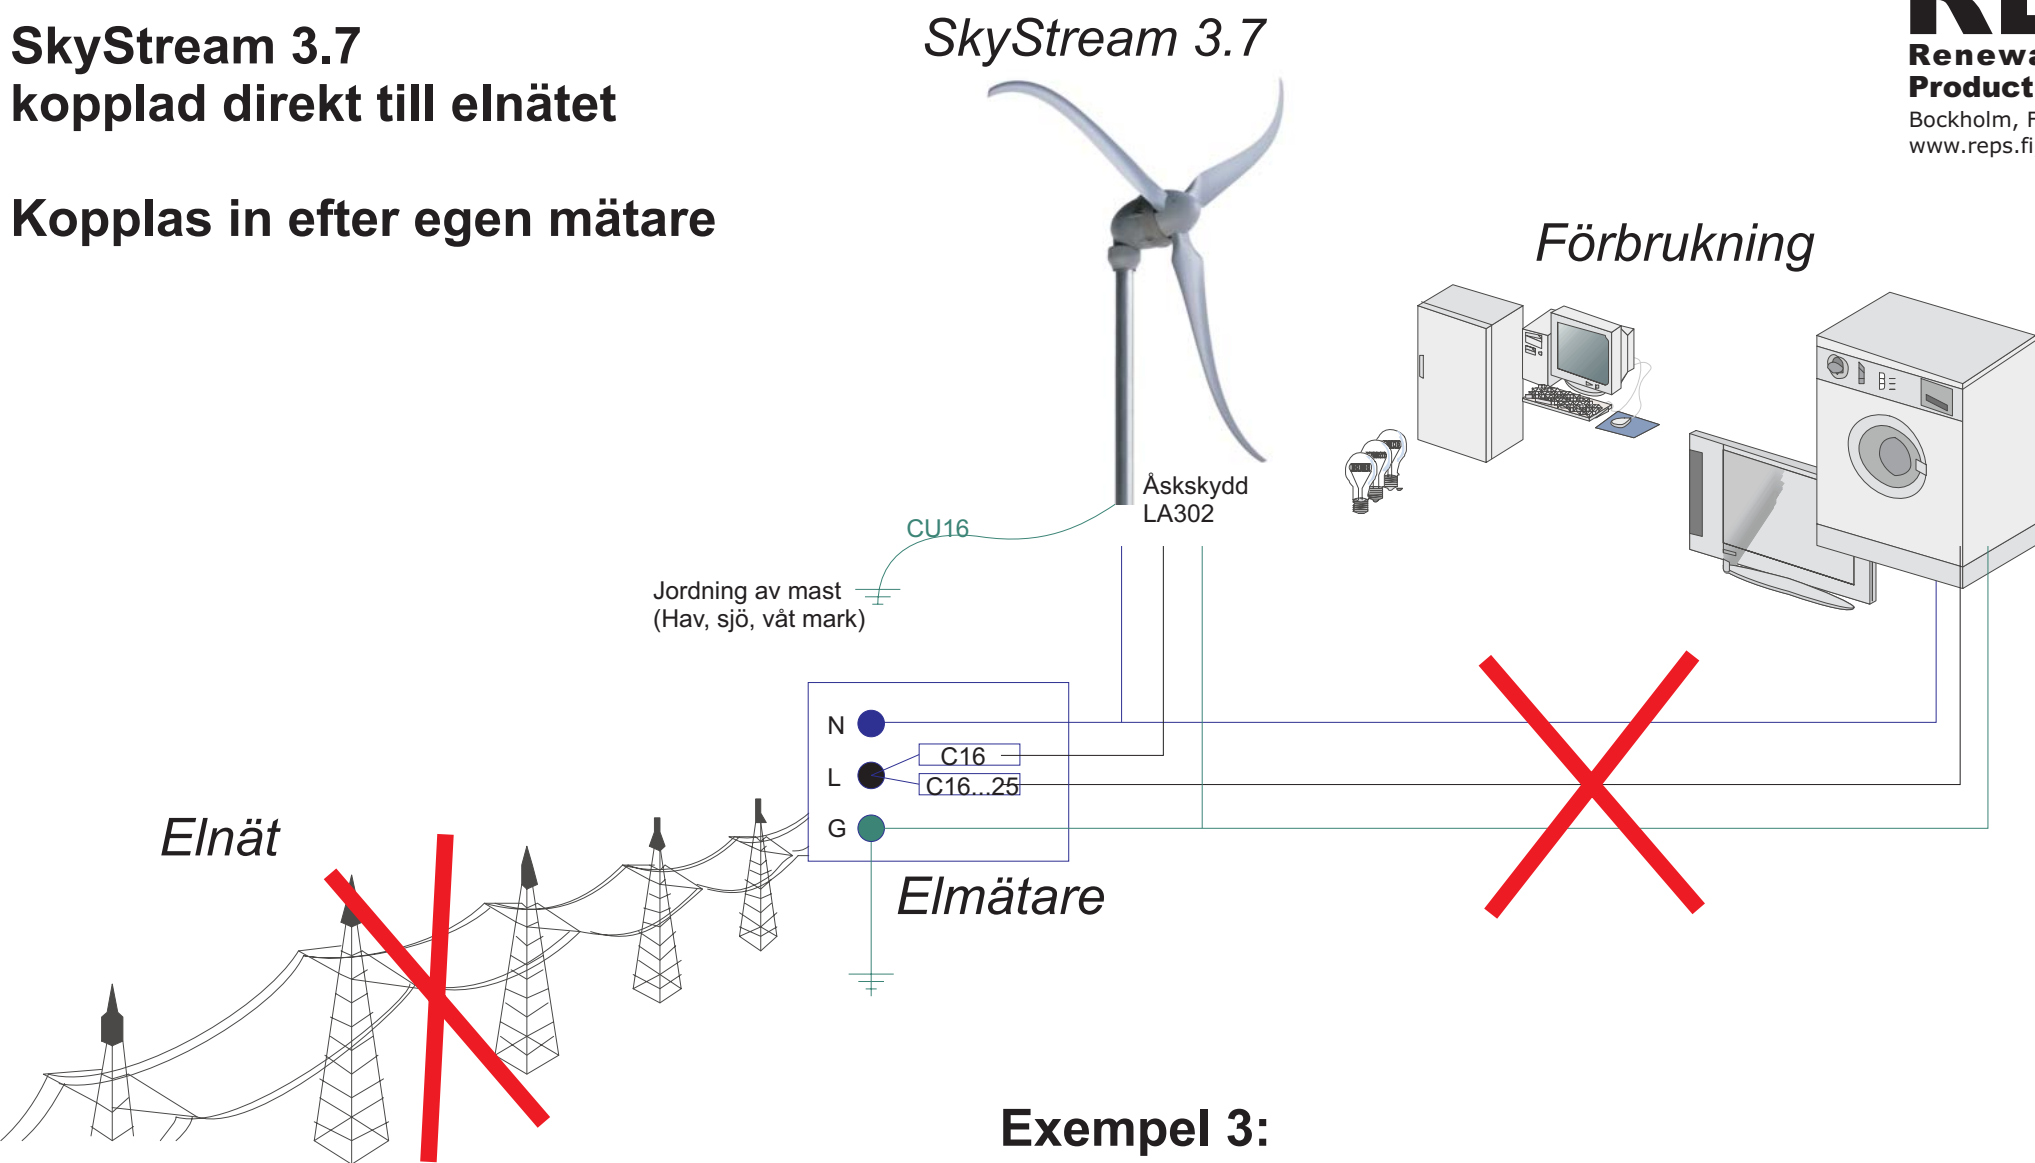 SkyStream 3.7
kopplad direkt till elnätet
Kopplas in efter egen mätare
SkyStream 3.7
Product
Bockholm,
www.reps.fi
Förbrukning
Åskskydd
LA302
CU16
Jordning av mast
(Hav, sjö, våt mark)
N
C16
L
C16...25
G
Elnät
Elmätare
Exempel 3: